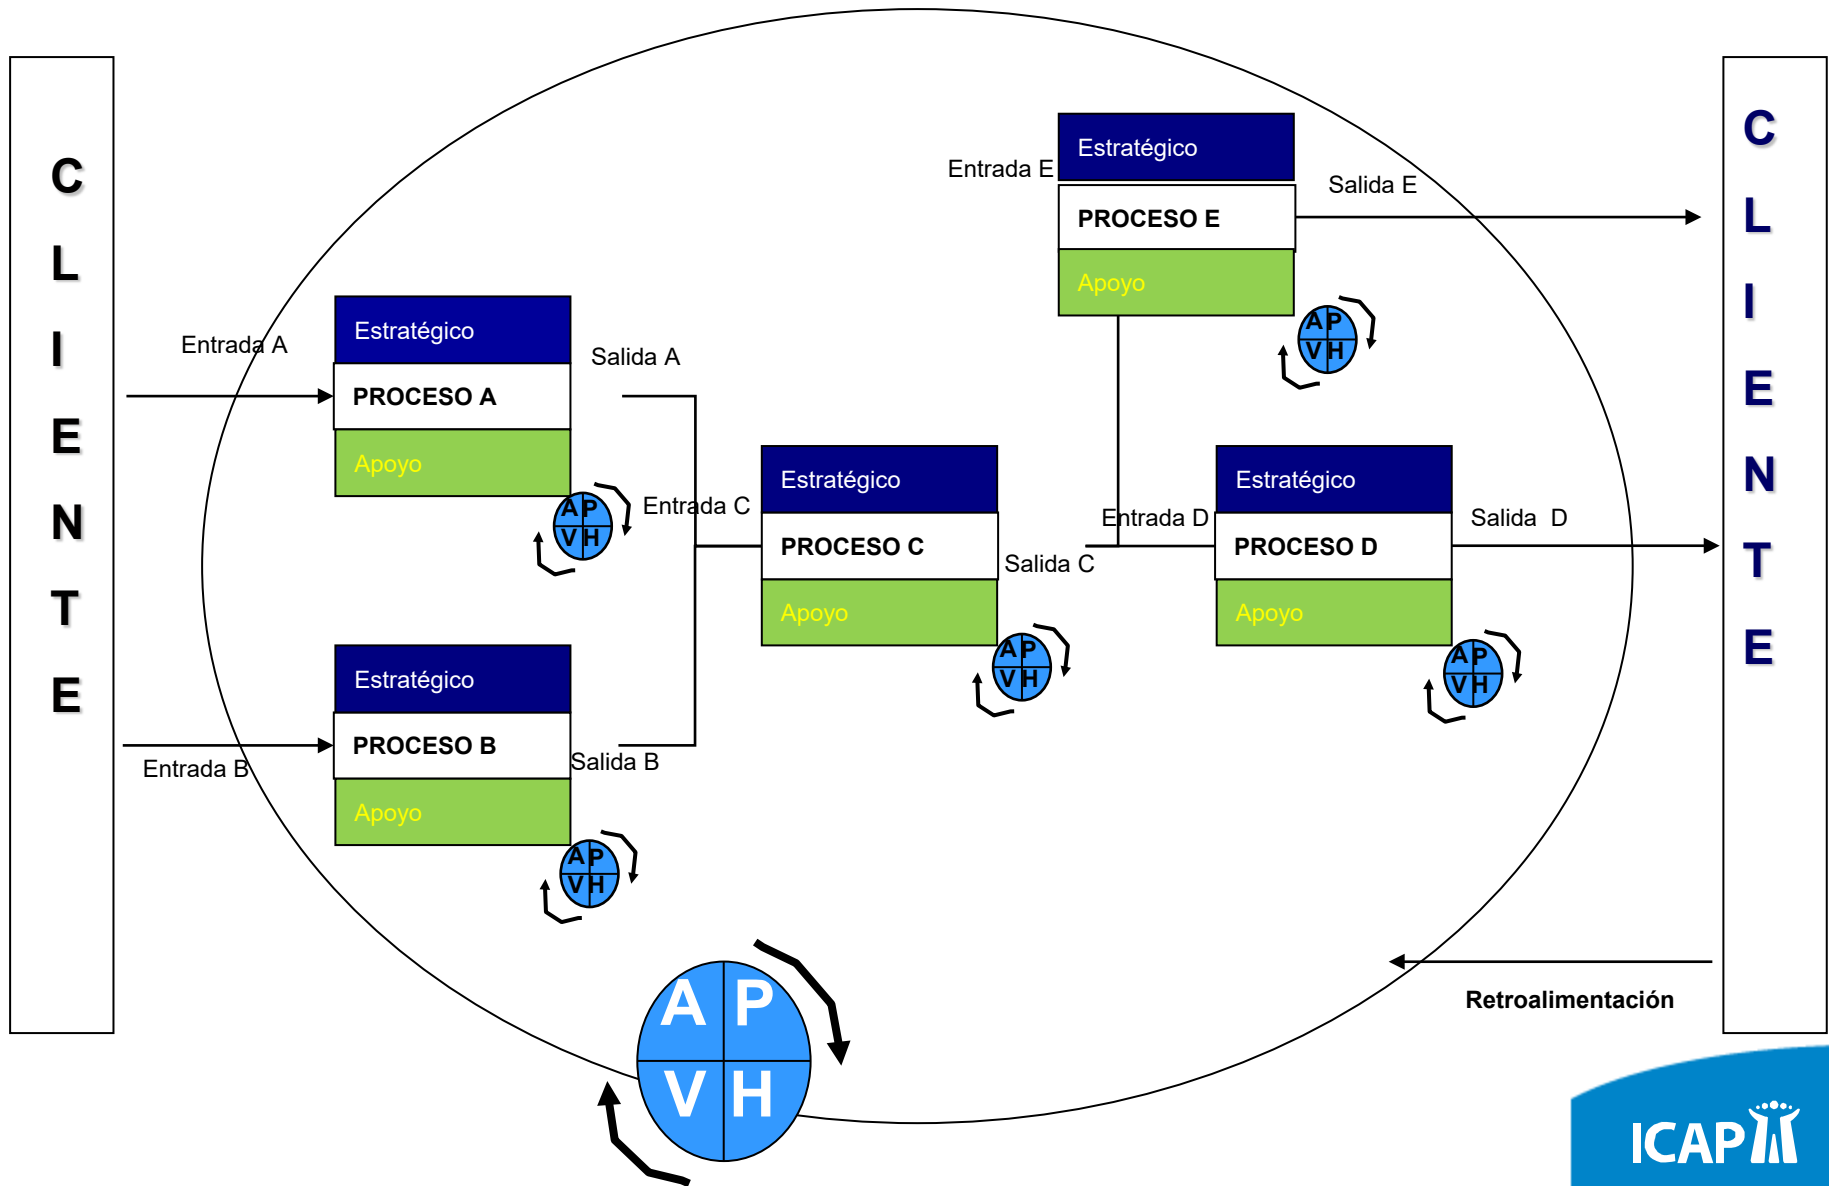 C
L
I
E
N
T
E
Entrada A
Estratégico
PROCESO A
Apoyo
Salida A
A P
V H
Entrada B
Estratégico
PROCESO B
Apoyo
Salida B
A P
V H
Entrada C
Estratégico
PROCESO C
Apoyo
Salida C
A P
V H
Entrada E
Estratégico
PROCESO E
Apoyo
Salida E
A P
V H
Entrada D
Estratégico
PROCESO D
Apoyo
Salida D
A P
V H
C
L
I
E
N
T
E
A P
V H
Retroalimentación
ICAP